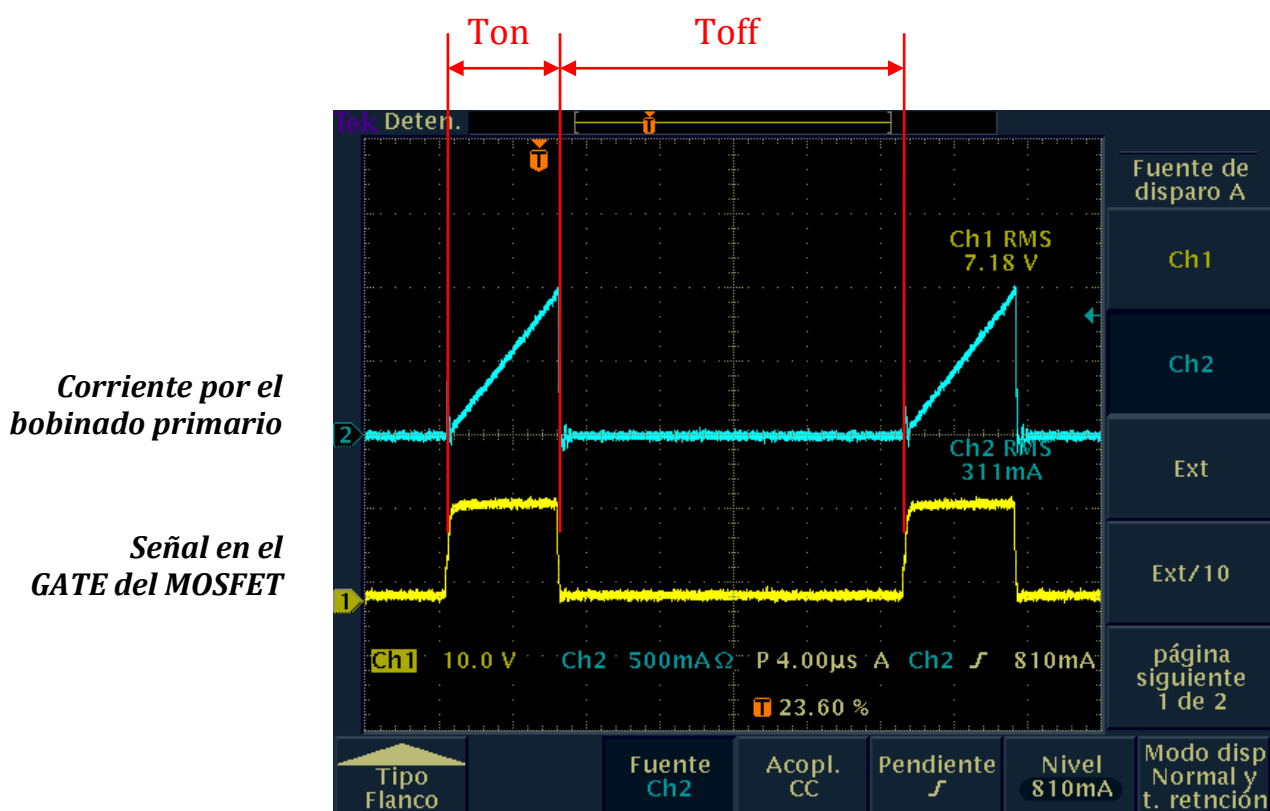 Ton
Toff
Tek Deten.
T
T
Fuente de
disparo A
Ch1 RMS
7.18 V
Ch1
Ch2
Corriente por el
bobinado primario
2
Ch2 RMS
311mA
Ext
Señal en el
GATE del MOSFET
1
Ext/10
Ch1 10.0 V Ch2 500mAΩ P 4.00µs A Ch2 ƒ 810mA
T 23.60 %
página
siguiente
1 de 2
Tipo
Flanco
Fuente
Ch2
Acopl.
CC
Pendiente
ƒ
Nivel
810mA
Modo disp
Normal y
t. retnción